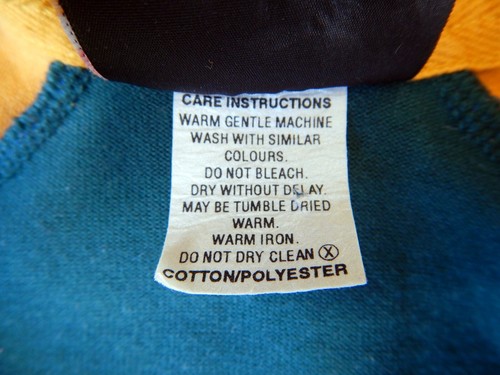 CARE INSTRUCTIONS
WARM GENTLE MACHINE
WASH WITH SIMILAR
COLOURS.
DO NOT BLEACH.
DRY WITHOUT DELAY.
MAY BE TUMBLE DRIED
WARM.
WARM IRON.
DO NOT DRY CLEAN Ⓧ
COTTON/POLYESTER